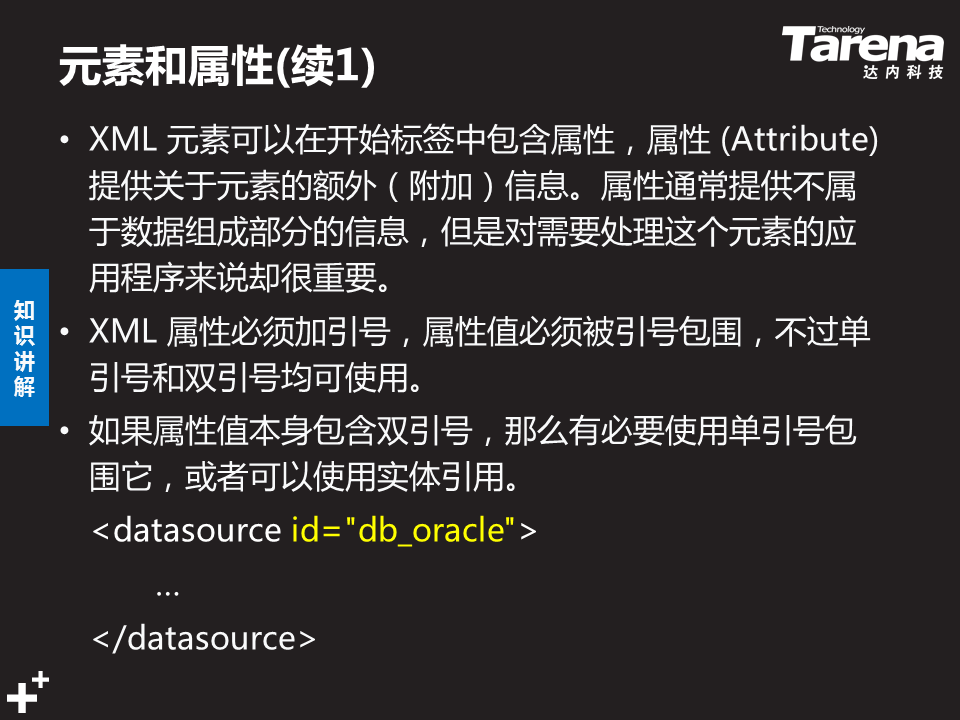 元素和属性(续1)
Technology
Tarena
达内科技
• XML 元素可以在开始标签中包含属性，属性 (Attribute)
提供关于元素的额外（附加）信息。属性通常提供不属
于数据组成部分的信息，但是对需要处理这个元素的应
用程序来说却很重要。
• XML 属性必须加引号，属性值必须被引号包围，不过单
引号和双引号均可使用。
• 如果属性值本身包含双引号，那么有必要使用单引号包
围它，或者可以使用实体引用。
<datasource id="db_oracle">
…
</datasource>
知
识
讲
解